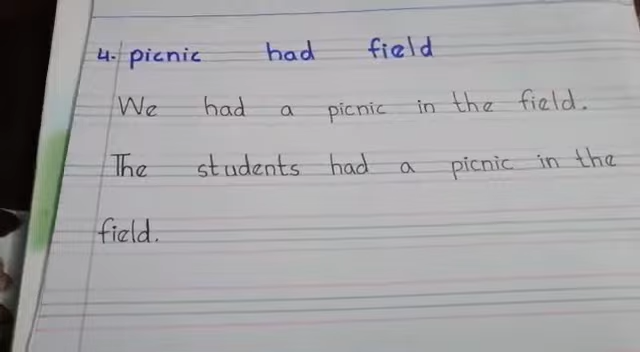 4. picnic had field
We had a picnic in the field.
The students had a picnic in the
field.